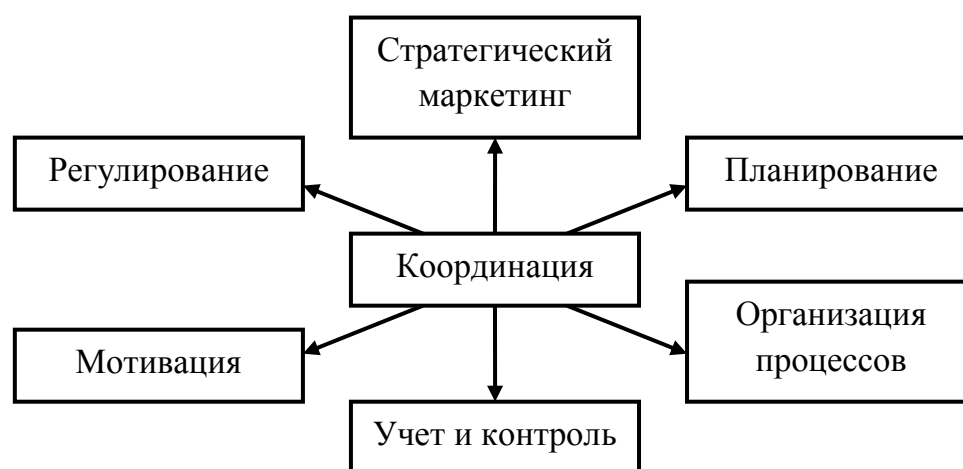 Стратегический
маркетинг
Регулирование
Планирование
Координация
Мотивация
Организация
процессов
Учет и контроль